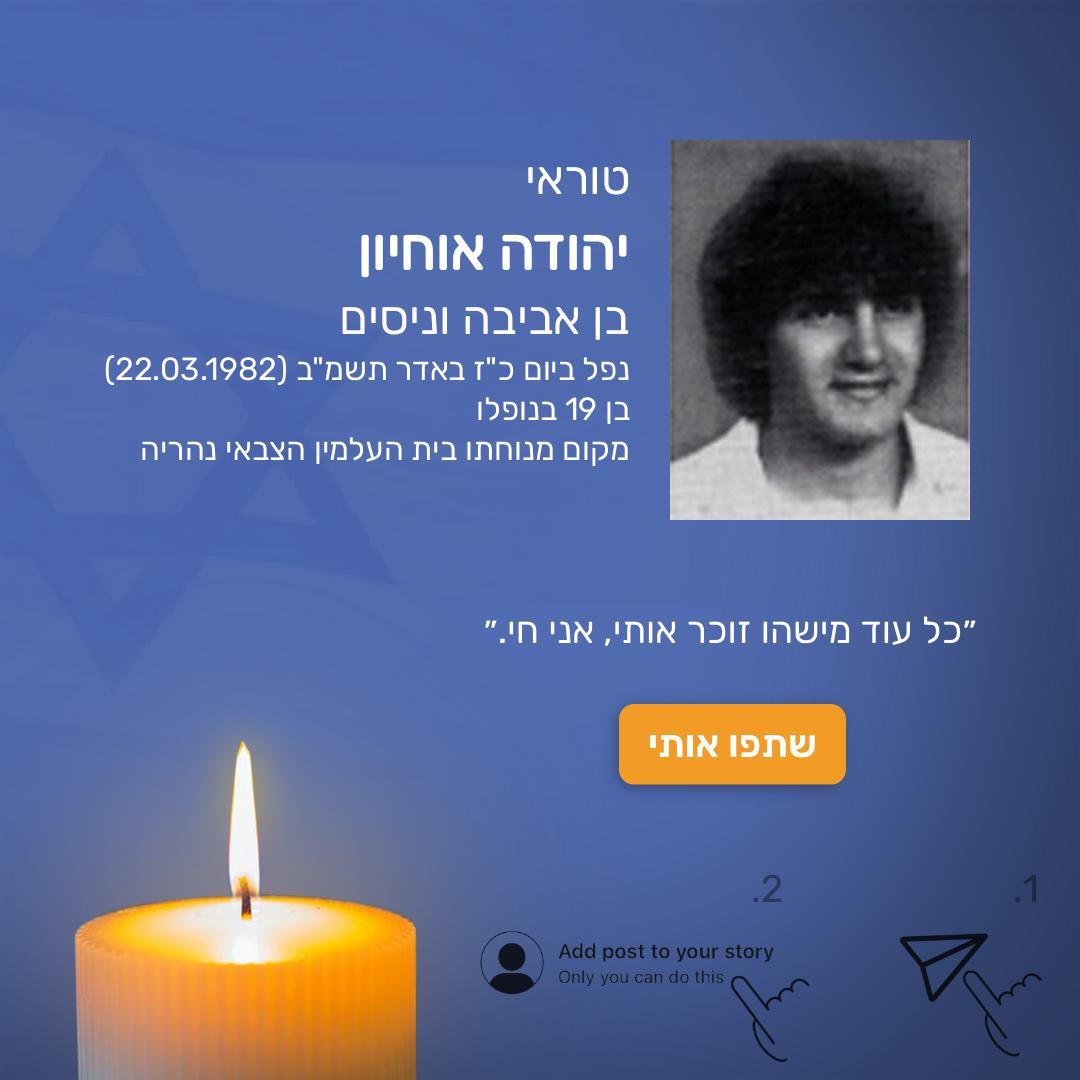 טוראי
יהודה אוחיון
בן אביבה וניסים
נפל ביום כ"ז באדר תשמ"ב (22.03.1982)
בן 19 בנופלו
מקום מנוחתו בית העלמין הצבאי נהריה
״כל עוד מישהו זוכר אותי, אני חי.״
שתפו אותי
.1
.2
Add post to your story
Only you can do this